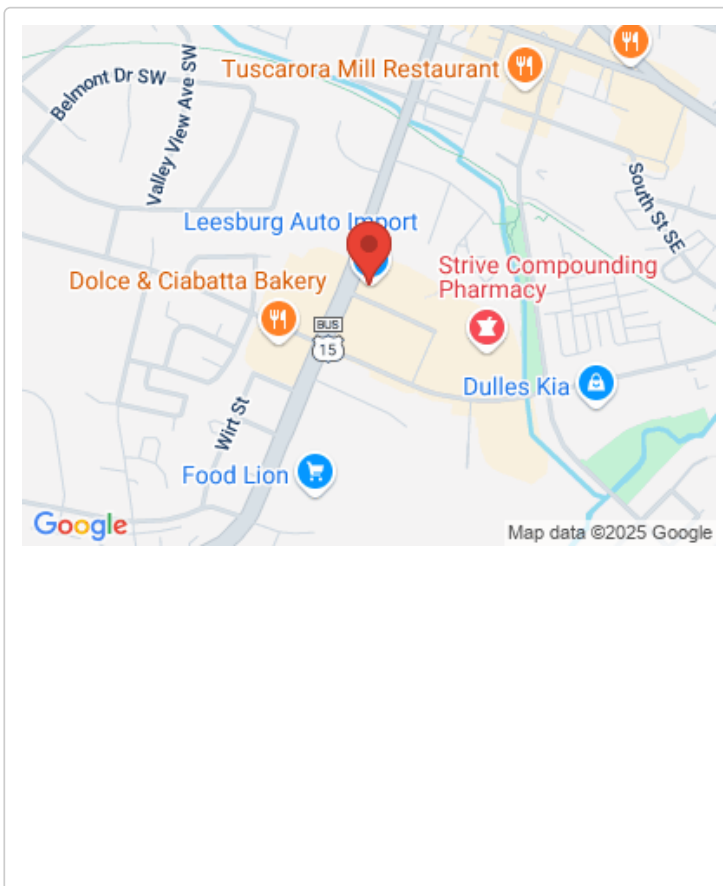 Tuscarora Mill Restaurant
Belmont Dr SW
Valley View Ave SW
South St SE
Leesburg Auto Import
Dolce & Ciabatta Bakery
Strive Compounding
Pharmacy
BUS
15
Dulles Kia
Wirt St
Food Lion
Google
Map data ©2025 Google